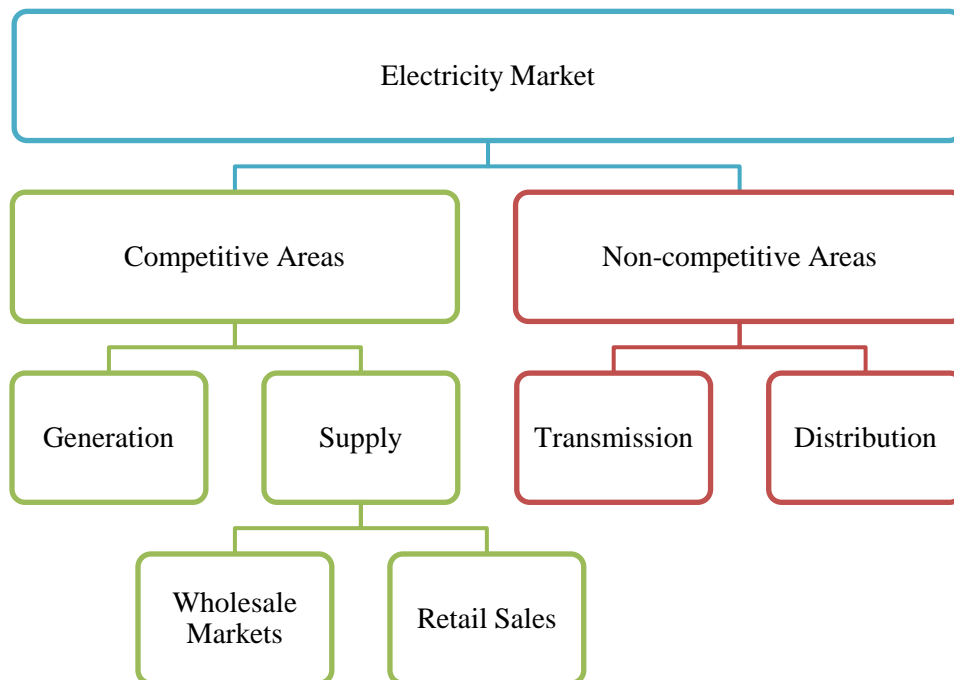 Electricity Market
Competitive Areas
Non-competitive Areas
Generation
Supply
Transmission
Distribution
Wholesale
Markets
Retail Sales